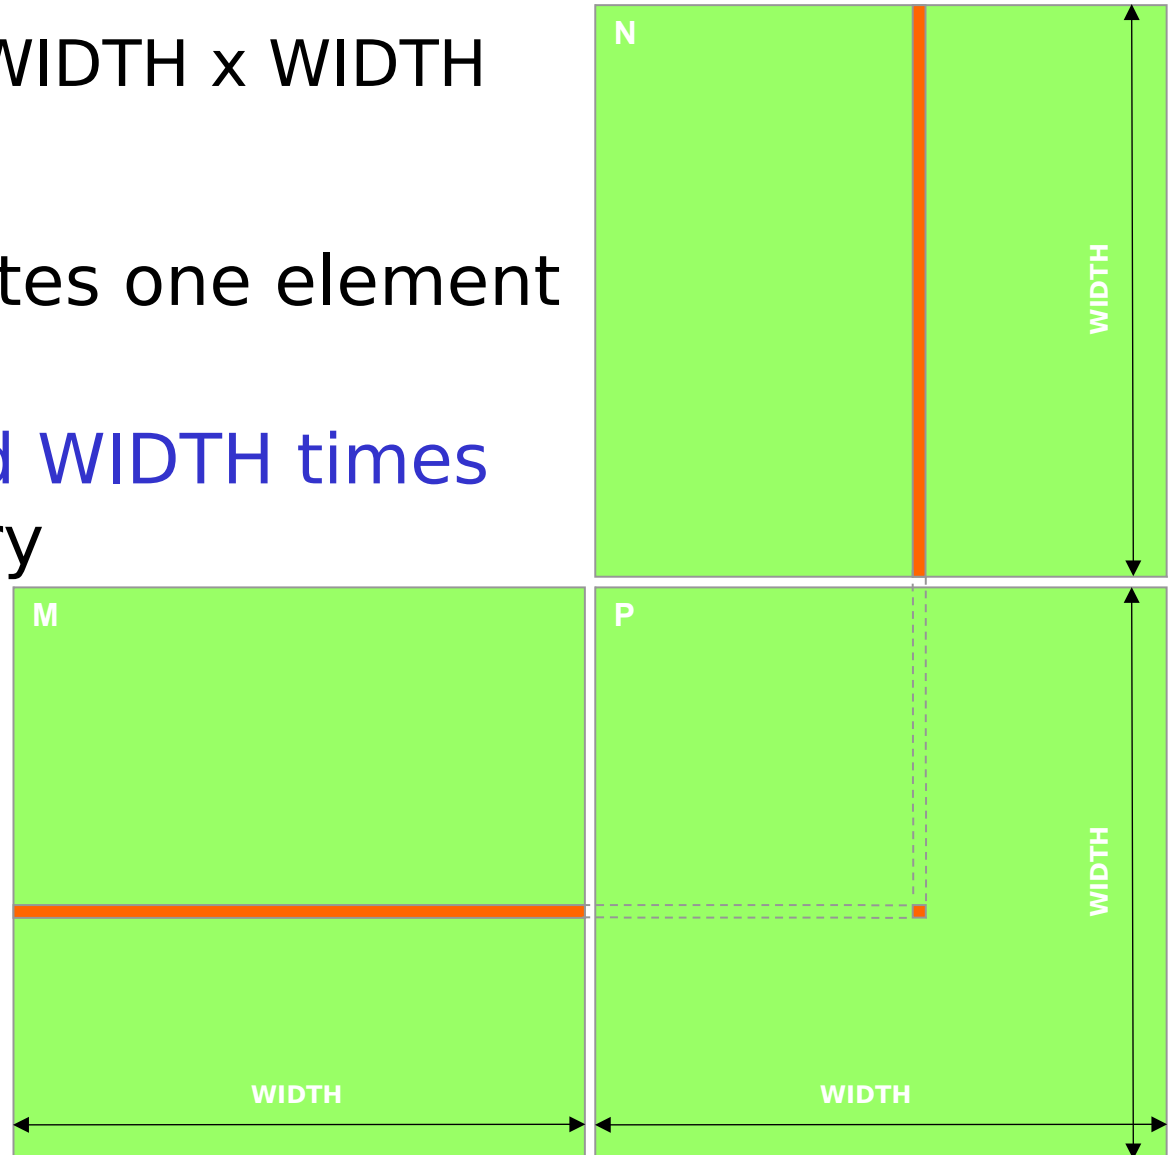 WIDTH x WIDTH
tes one element
d WIDTH times
ry
N
WIDTH
M
WIDTH
P
WIDTH
WIDTH